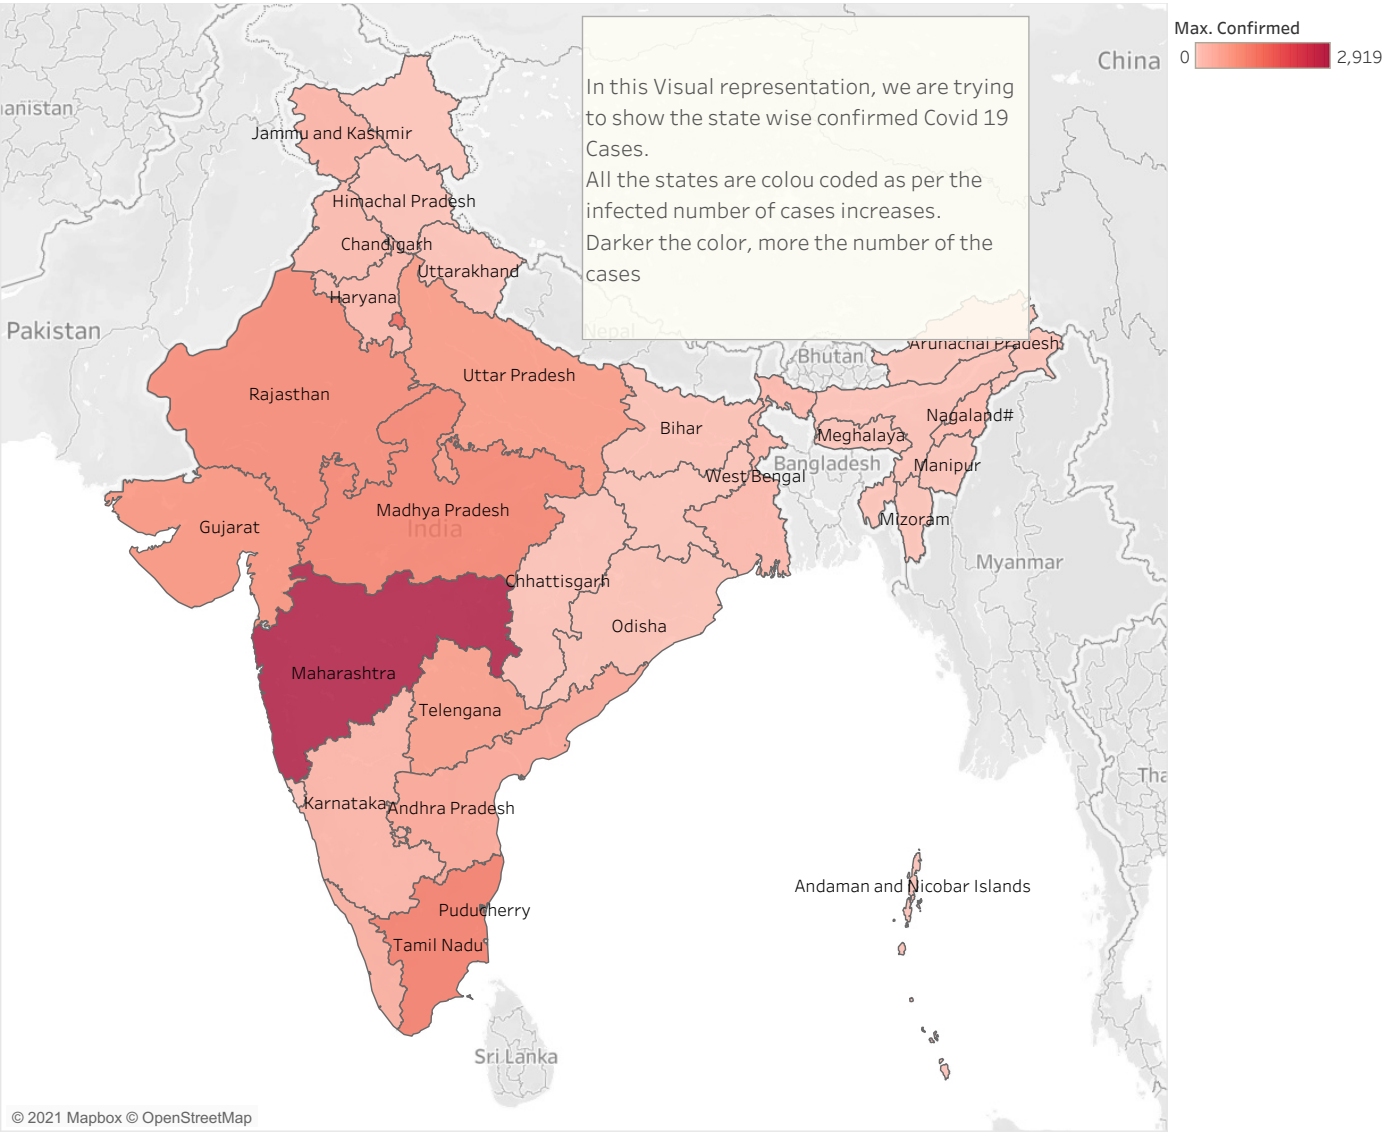 Max. Confirmed
0
2,919
In this Visual representation, we are trying
to show the state wise confirmed Covid 19
Cases.
All the states are colou coded as per the
infected number of cases increases.
Darker the color, more the number of the
cases
China
anistan
Jammu and Kashmir
Himachal Pradesh
Chandigarh
Uttarakhand
Haryana
Pakistan
Nepal
Arunachal Pradesh
Bhutan
Uttar Pradesh
Rajasthan
Nagaland#
Bihar
Meghalaya
Bangladesh
Manipur
West Bengal
Madhya Pradesh
India
Gujarat
Mizoram
Myanmar
Chhattisgarh
Odisha
Maharashtra
Telengana
Tha
Karnataka
Andhra Pradesh
Andaman and Nicobar Islands
Puducherry
Tamil Nadu
Sri Lanka
© 2021 Mapbox © OpenStreetMap